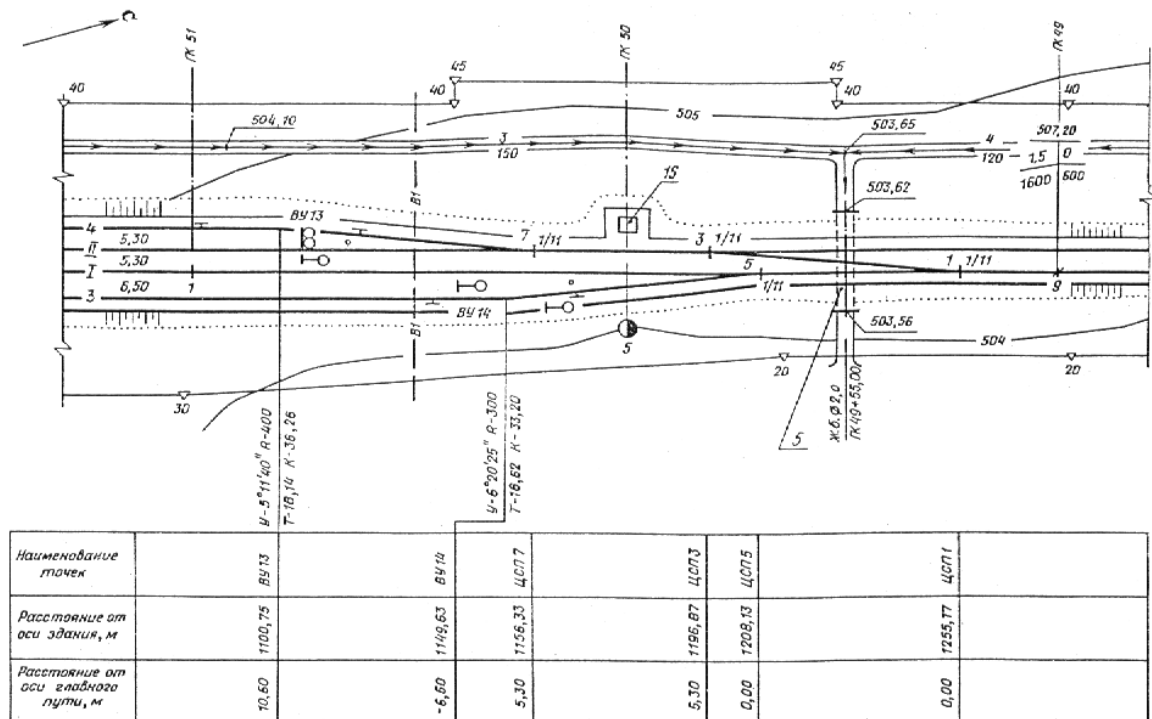 С
ПК 51
ПК 50
ПК 49
45
45
40
40
40
40
505
504,10
3
150
503,65
4
120
507,20
1,5
0
1600
600
15
503,62
В1
ВУ13
4
7
1/11
3
1/11
II
5,30
I
5,30
5
1
1/11
1
6,50
3
1/11
9
ВУ14
В1
503,56
5
504
20
20
30
5
У-5°11'40" R-400
Т-18,14 К-36,26
У-6°20'25" R-300
Т-16,62 К-33,20
Ж.б. Ø 2,0
ПК49+55,00
Наименование точек
ВУ13
ВУ14
ЦСП7
ЦСП3
ЦСП5
ЦСП1
Расстояние от оси здания, м
1100,75
1149,63
1156,33
1196,87
1208,13
1255,17
Расстояние от оси главного пути, м
10,60
-6,60
5,30
5,30
0,00
0,00